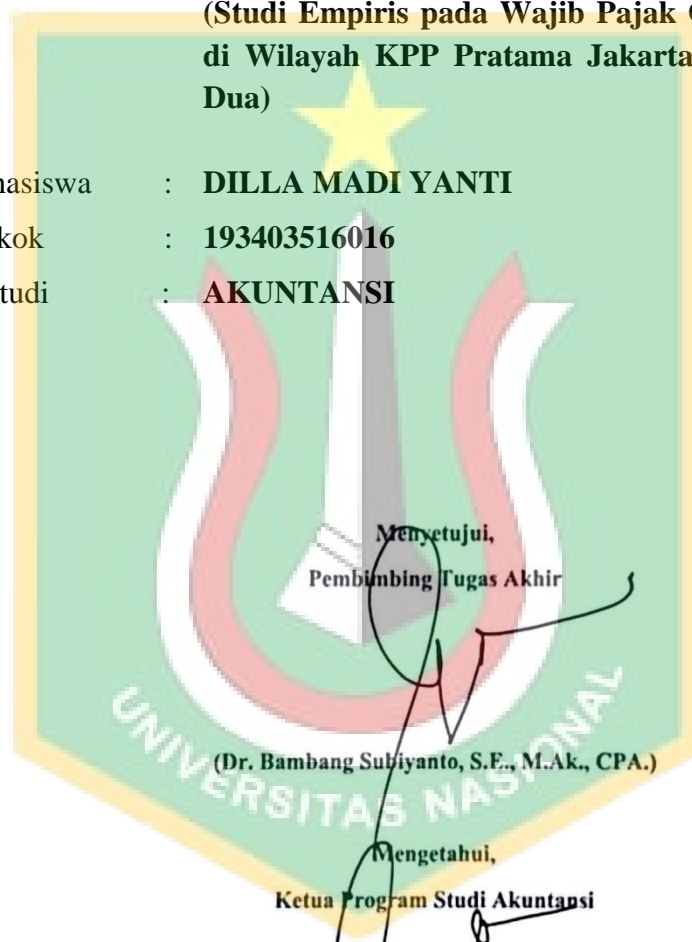 (Studi Empiris pada Wajib Pajak
di Wilayah KPP Pratama Jakarta
Dua)
: DILLA MADI YANTI
: 193403516016
: AKUNTANSI
Menyetujui,
Pembimbing Tugas Akhir
(Dr. Bambang Subiyanto, S.E., M.Ak., CPA.)
UNIVERSITAS NASIONAL
Mengetahui,
Ketua Program Studi Akuntansi